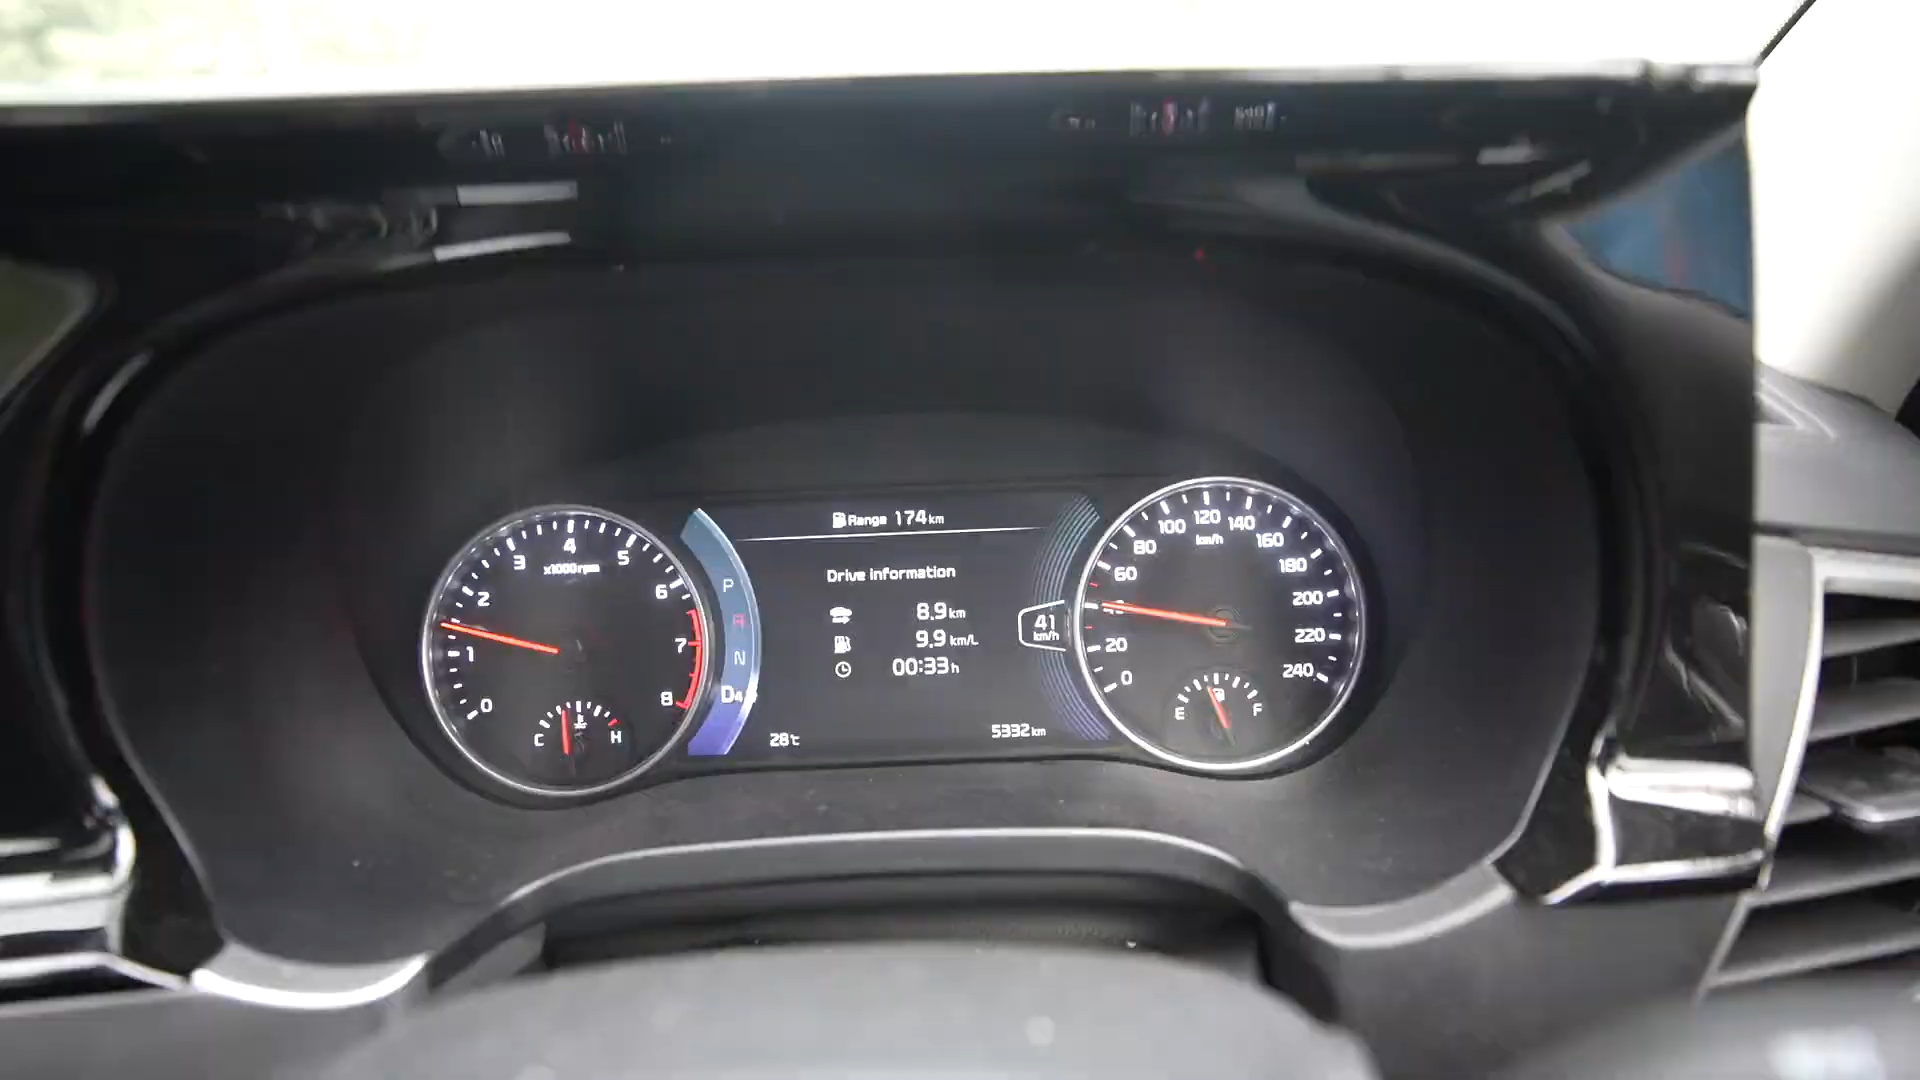 Range 174 km
Drive information
8.9 km
9.9 km/L
00:33 h
28℃
5332 km
P
R
N
D4
41
km/h
0
1
2
3
4
5
6
7
8
x1000rpm
C
H
0
20
40
60
80
100
120
140
160
180
200
220
240
km/h
E
F